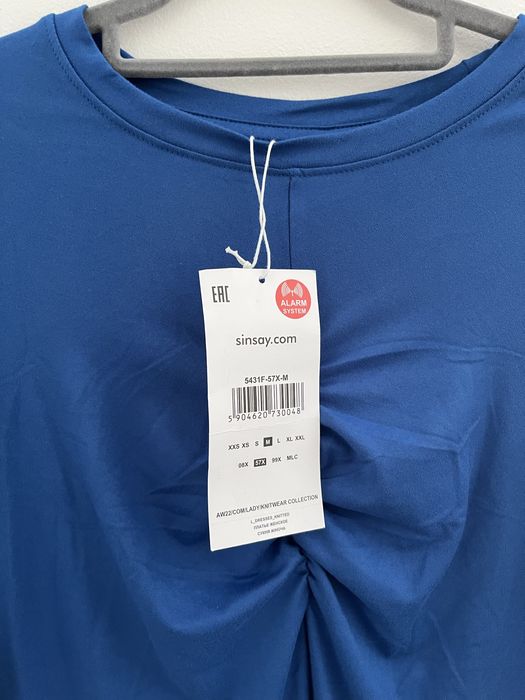 EAC
ALARM
SYSTEM
sinsay.com
5431F-57X-M
5 904620 730048
XXS XS S M L XL XXL
08X 57X 99X MLC
AW22/COM/LADY/KNITWEAR COLLECTION
L_DRESSES_KNITTED
ПЛАТЬЕ ЖЕНСКОЕ
СУКНЯ ЖІНОЧА